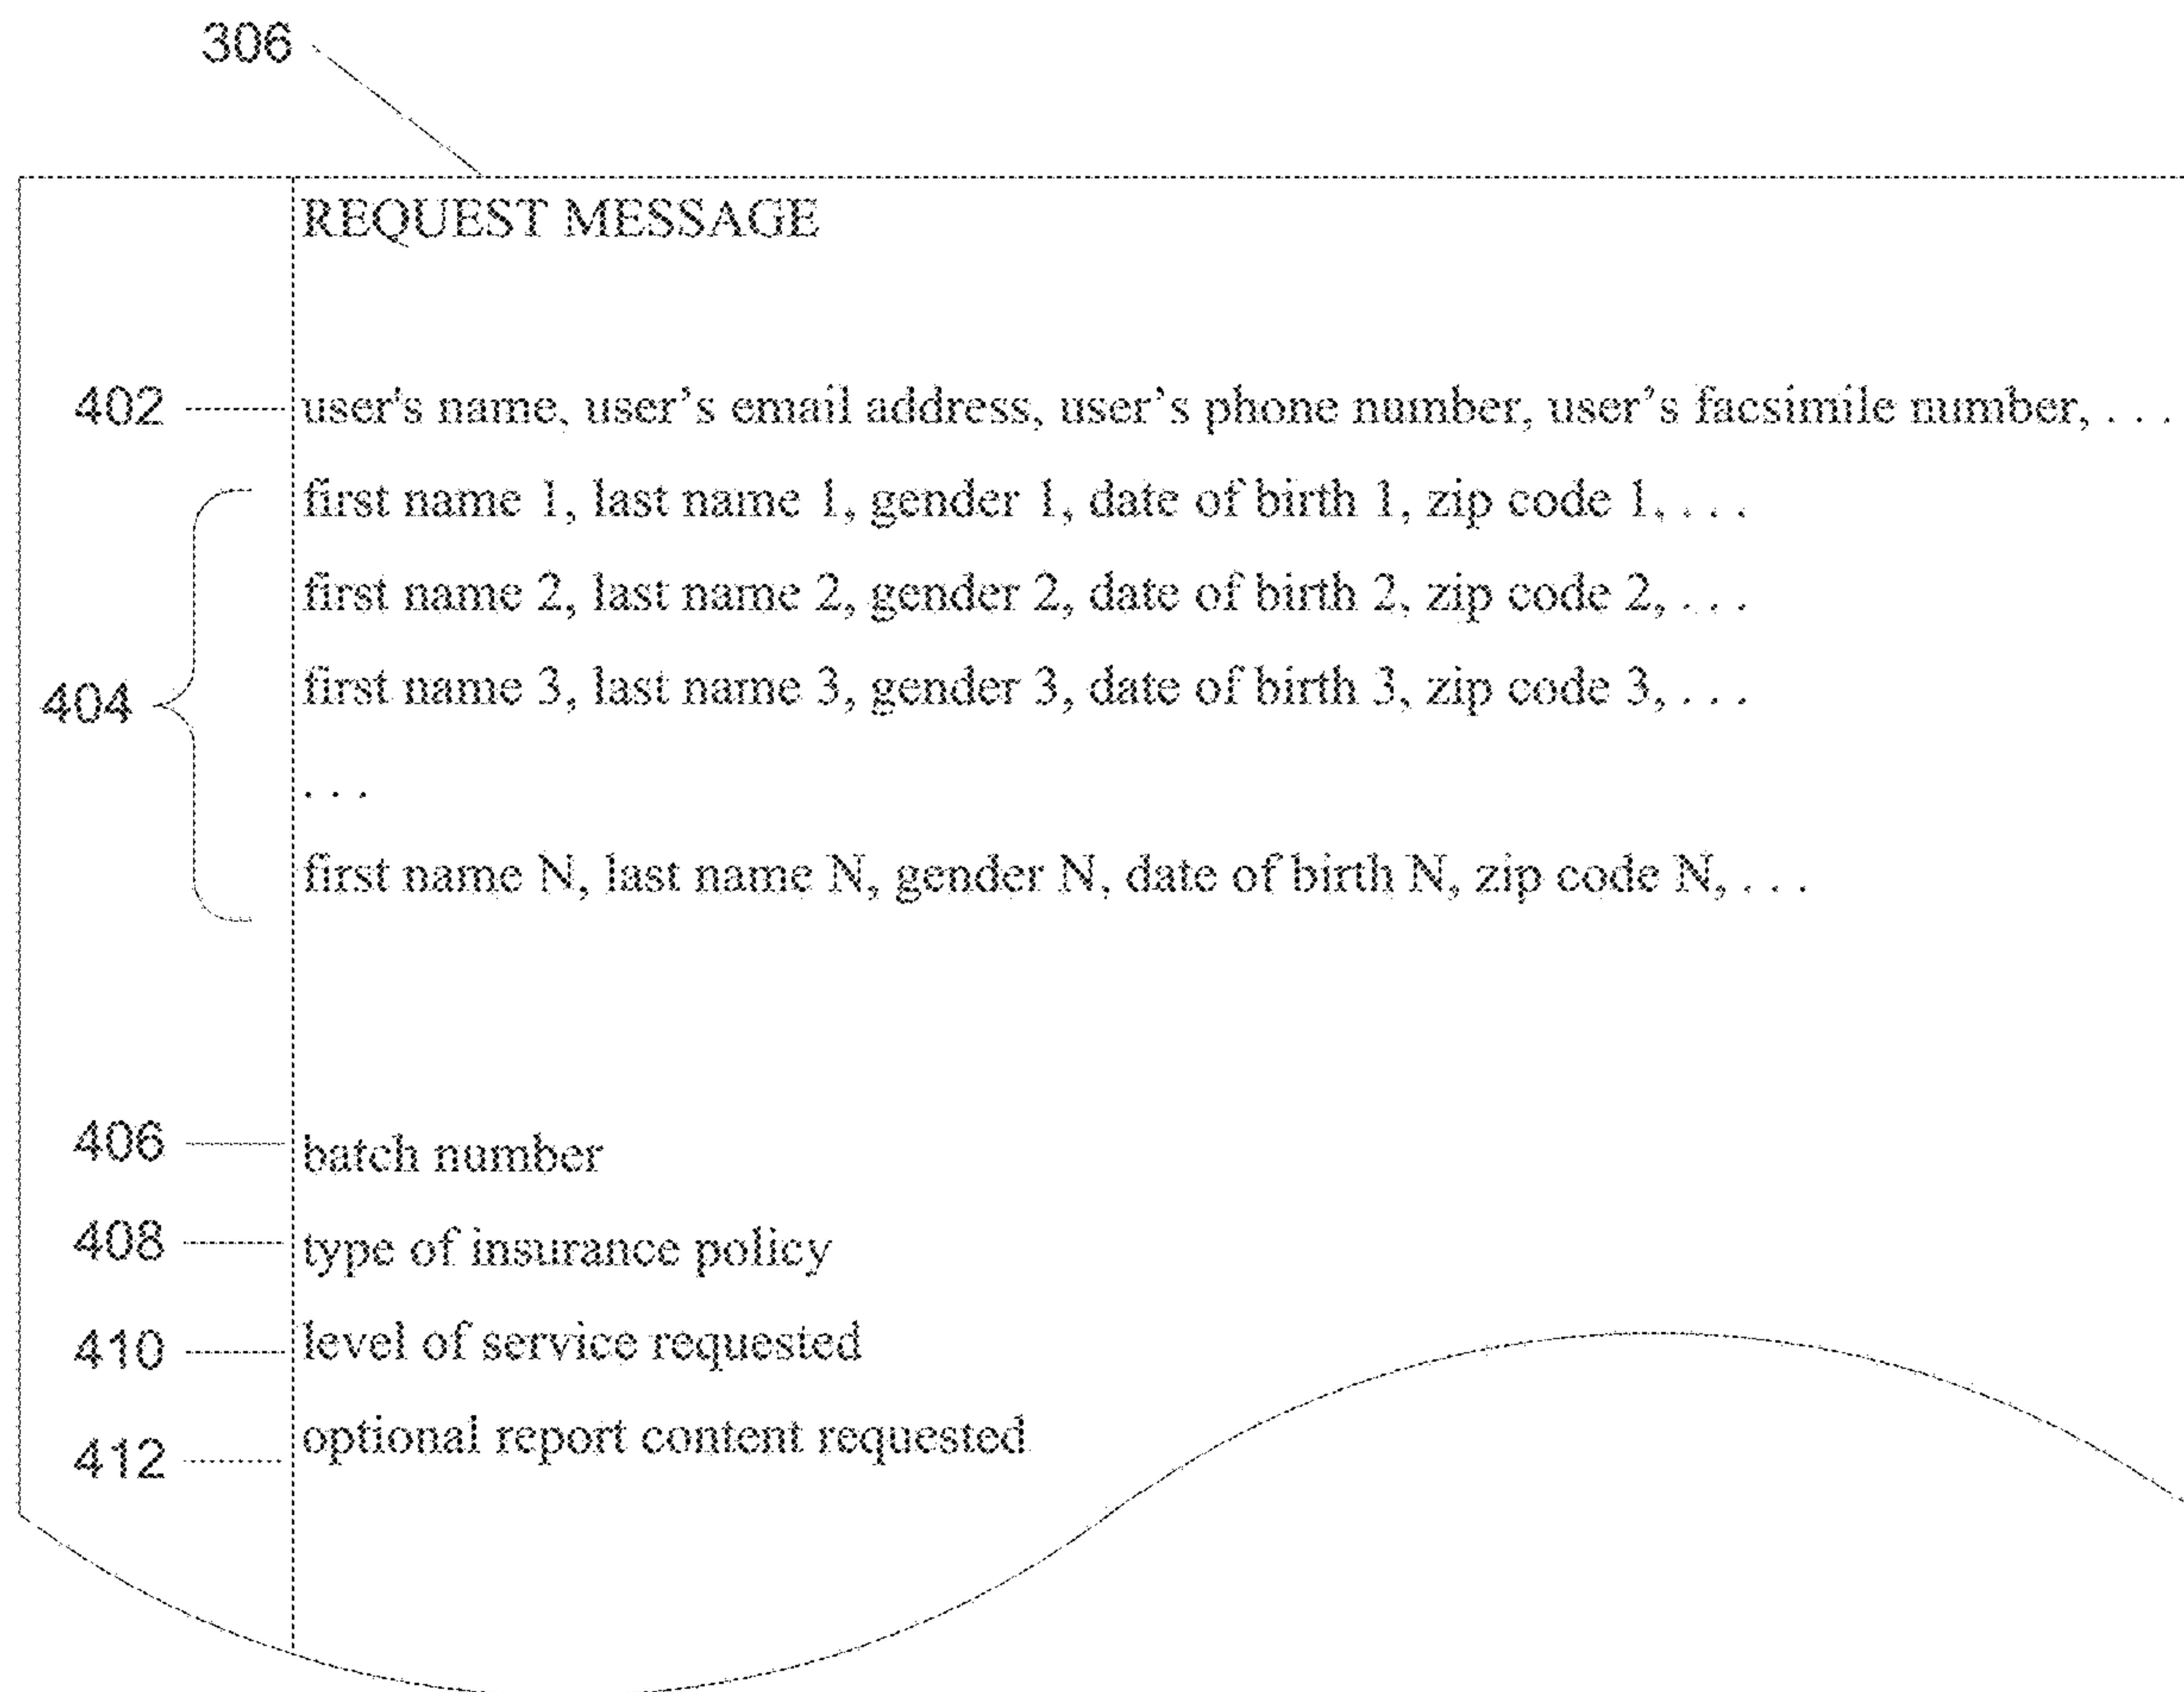 306
REQUEST MESSAGE
402 user's name, user’s email address, user’s phone number, user’s facsimile number, . . .
first name 1, last name 1, gender 1, date of birth 1, zip code 1, . . .
first name 2, last name 2, gender 2, date of birth 2, zip code 2, . . .
404 first name 3, last name 3, gender 3, date of birth 3, zip code 3, . . .
. . .
first name N, last name N, gender N, date of birth N, zip code N, . . .
406 batch number
408 type of insurance policy
410 level of service requested
412 optional report content requested